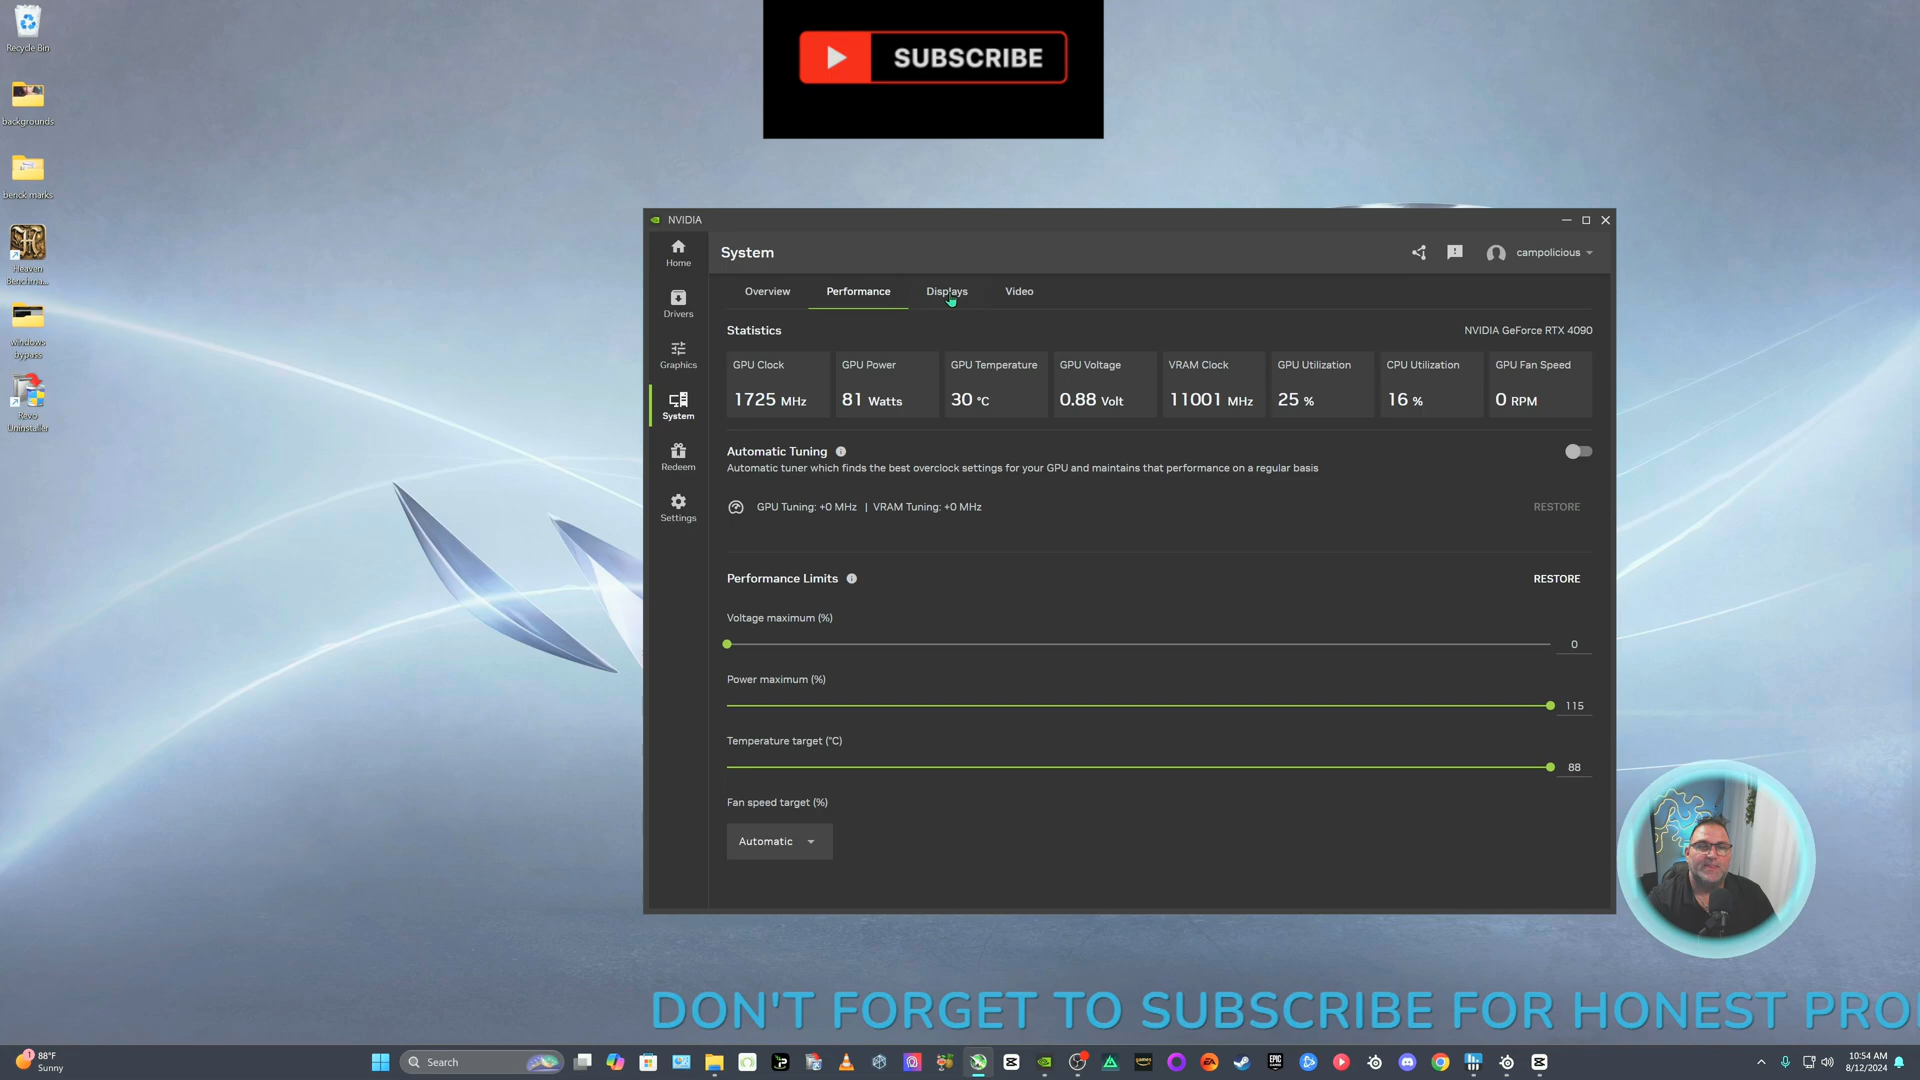 Recycle Bin
backgrounds
benck marks
Heaven
Benchma...
windows
bypass
Revo
Uninstaller
SUBSCRIBE
NVIDIA
System
campolicious
Home
Drivers
Graphics
System
Redeem
Settings
Overview
Performance
Displays
Video
Statistics
NVIDIA GeForce RTX 4090
GPU Clock
1725 MHz
GPU Power
81 Watts
GPU Temperature
30 °C
GPU Voltage
0.88 Volt
VRAM Clock
11001 MHz
GPU Utilization
25 %
CPU Utilization
16 %
GPU Fan Speed
0 RPM
Automatic Tuning
Automatic tuner which finds the best overclock settings for your GPU and maintains that performance on a regular basis
GPU Tuning: +0 MHz | VRAM Tuning: +0 MHz
RESTORE
Performance Limits
RESTORE
Voltage maximum (%)
0
Power maximum (%)
115
Temperature target (°C)
88
Fan speed target (%)
Automatic
DON'T FORGET TO SUBSCRIBE FOR HONEST PRO
1
88°F
Sunny
Search
10:54 AM
8/12/2024